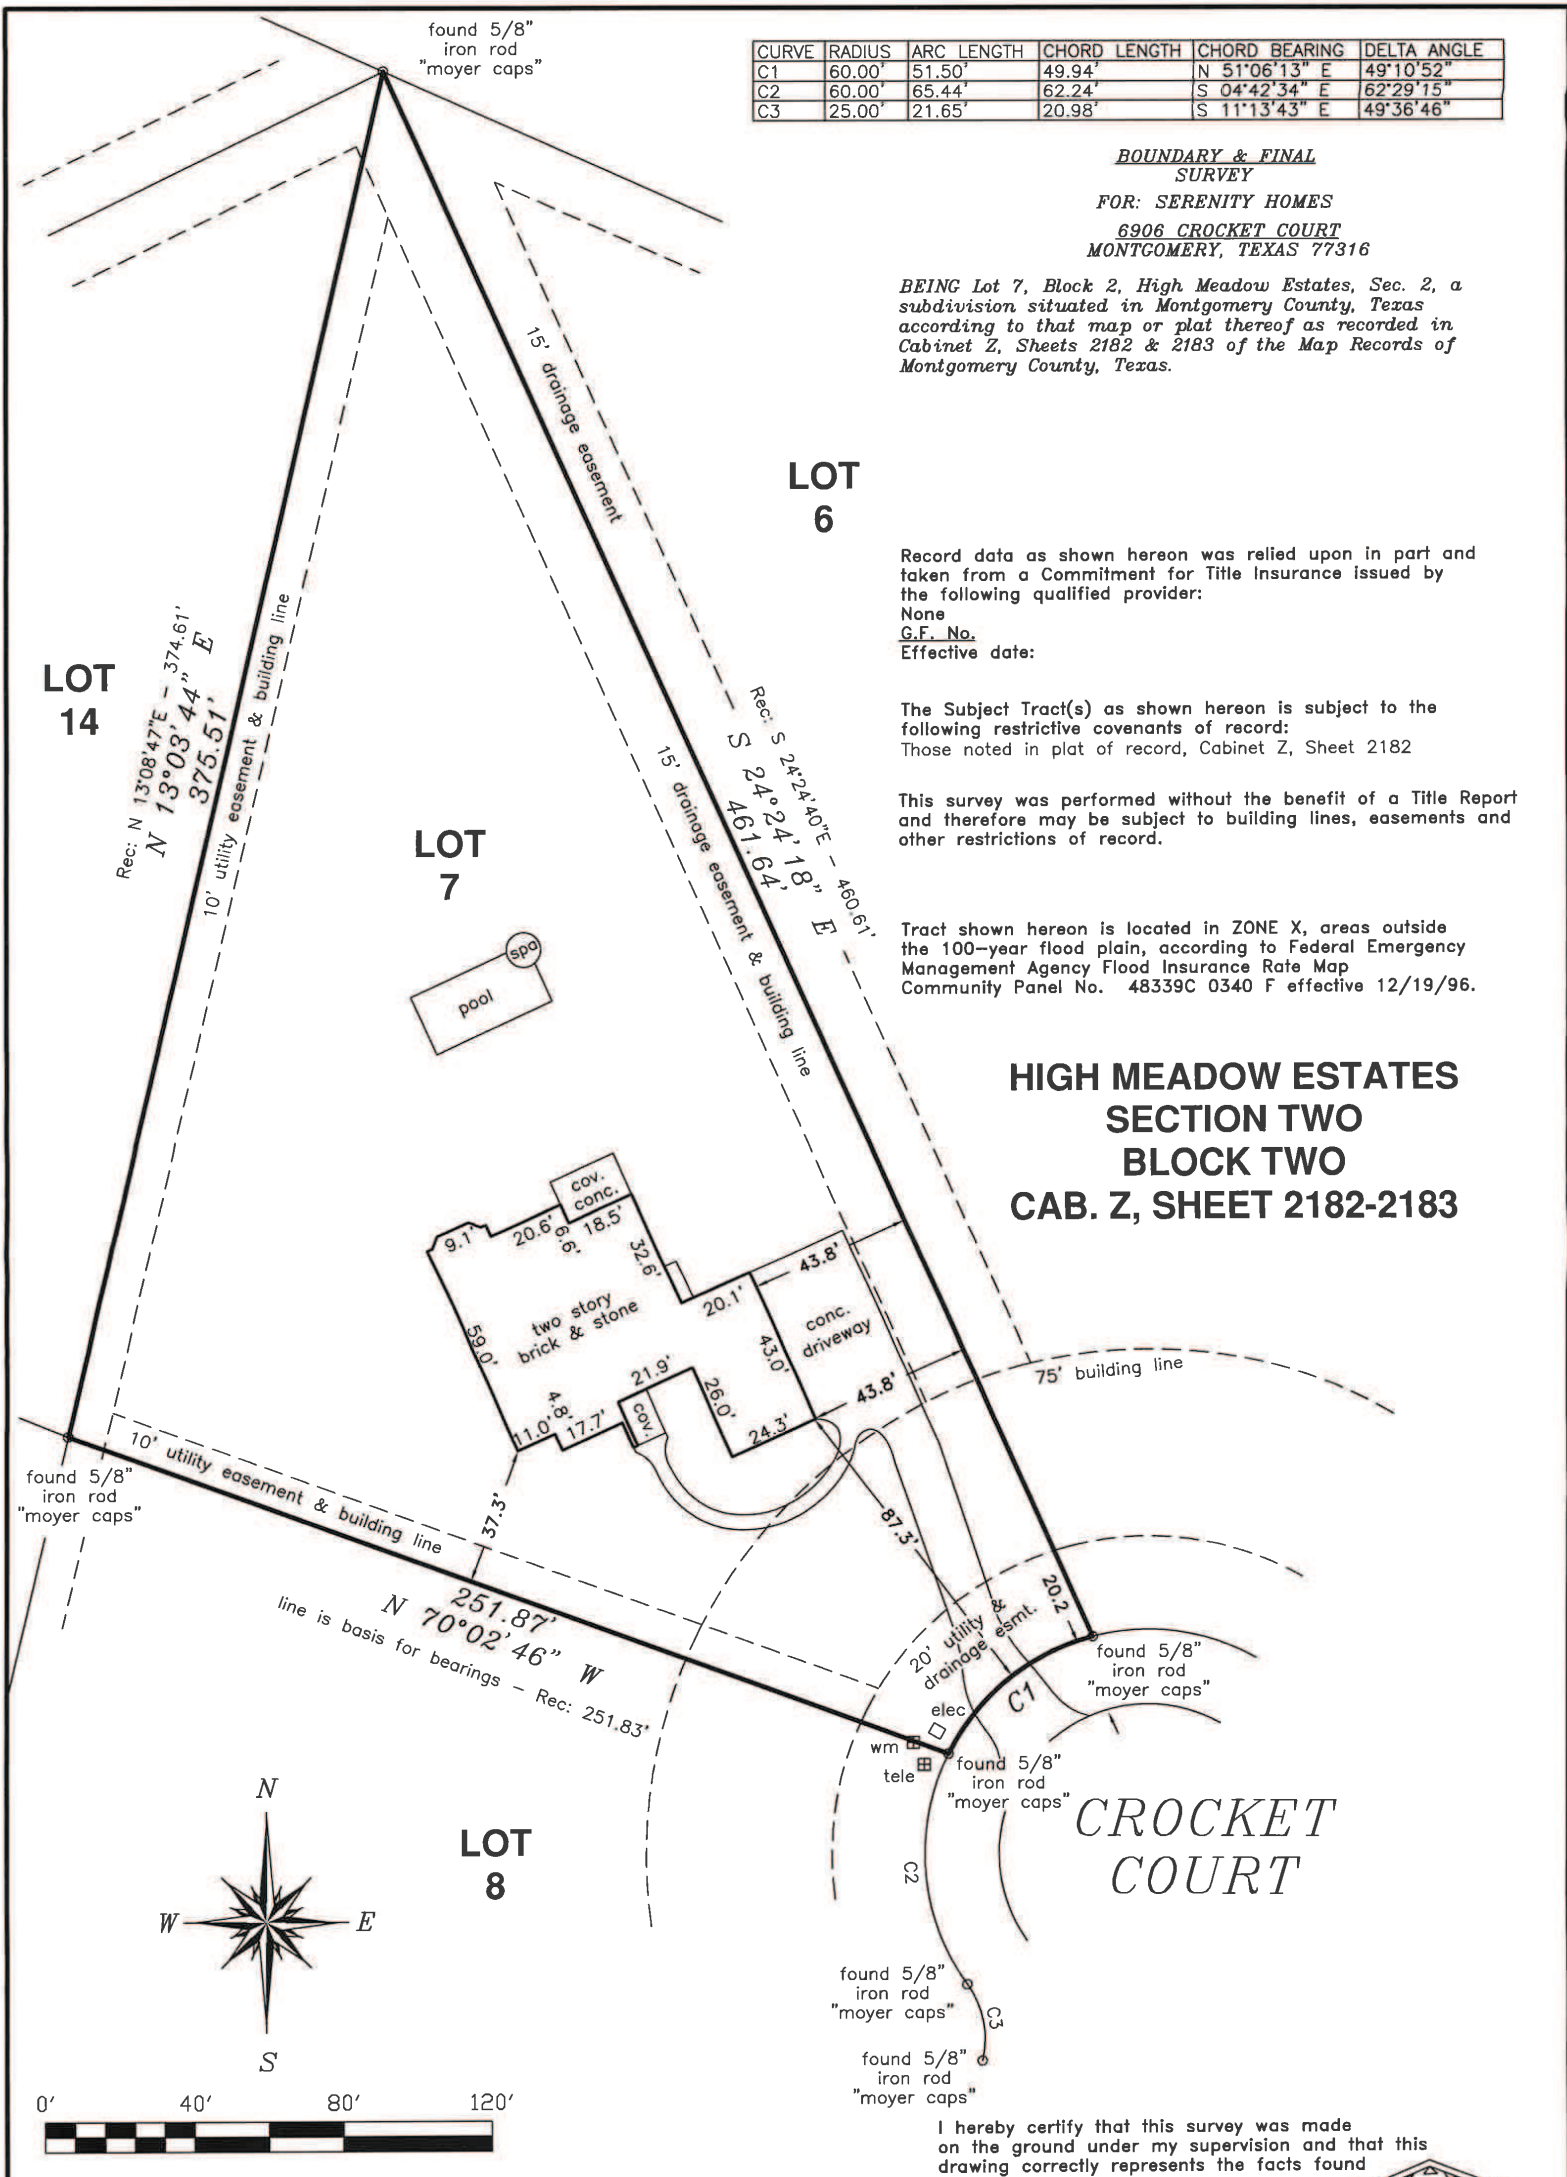 found 5/8"
iron rod
"moyer caps"
CURVE RADIUS ARC LENGTH CHORD LENGTH CHORD BEARING DELTA ANGLE
C1 60.00' 51.50' 49.94' N 51°06'13" E 49°10'52"
C2 60.00' 65.44' 62.24' S 04°42'34" E 62°29'15"
C3 25.00' 21.65' 20.98' S 11°13'43" E 49°36'46"
BOUNDARY & FINAL
SURVEY
FOR: SERENITY HOMES
6906 CROCKET COURT
MONTGOMERY, TEXAS 77316
BEING Lot 7, Block 2, High Meadow Estates, Sec. 2, a
subdivision situated in Montgomery County, Texas
according to that map or plat thereof as recorded in
Cabinet Z, Sheets 2182 & 2183 of the Map Records of
Montgomery County, Texas.
15' drainage easement
LOT
6
Record data as shown hereon was relied upon in part and
taken from a Commitment for Title Insurance issued by
the following qualified provider:
None
G.F. No.
Effective date:
LOT
14
Rec: N 13°08'47"E - 374.61'
N 13°03'44" E
375.51'
10' utility easement & building line
The Subject Tract(s) as shown hereon is subject to the
following restrictive covenants of record:
Those noted in plat of record, Cabinet Z, Sheet 2182
Rec: S 24°24'40"E - 460.61'
S 24°24'18" E
461.64'
15' drainage easement & building line
This survey was performed without the benefit of a Title Report
and therefore may be subject to building lines, easements and
other restrictions of record.
LOT
7
spa
pool
Tract shown hereon is located in ZONE X, areas outside
the 100-year flood plain, according to Federal Emergency
Management Agency Flood Insurance Rate Map
Community Panel No. 48339C 0340 F effective 12/19/96.
HIGH MEADOW ESTATES
SECTION TWO
BLOCK TWO
CAB. Z, SHEET 2182-2183
cov.
conc.
9.1'
20.6'
6.6'
18.5'
32.6'
43.8'
20.1'
two story
brick & stone
conc.
driveway
59.0'
43.0'
21.9'
26.0'
43.8'
75' building line
11.0'
4.8'
17.7'
cov.
24.3'
10' utility easement & building line
found 5/8"
iron rod
"moyer caps"
37.3'
87.3'
20.2
251.87'
N 70°02'46" W
line is basis for bearings - Rec: 251.83'
20' utility &
drainage esmt.
found 5/8"
iron rod
"moyer caps"
C1
elec
wm
tele
found 5/8"
iron rod
"moyer caps"
CROCKET
COURT
N
W
E
S
LOT
8
C2
found 5/8"
iron rod
"moyer caps"
C3
found 5/8"
iron rod
"moyer caps"
0' 40' 80' 120'
I hereby certify that this survey was made
on the ground under my supervision and that this
drawing correctly represents the facts found